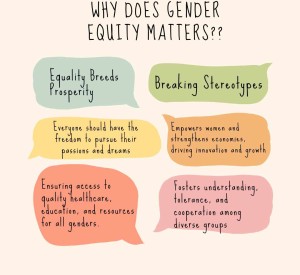 WHY DOES GENDER
EQUITY MATTERS??
Equality Breeds
Prosperity
Breaking Stereotypes
Everyone should have the
freedom to pursue their
passions and dreams
Empowers women and
strengthens economies,
driving innovation and growth
Ensuring access to
quality healthcare,
education, and resources
for all genders.
Fosters understanding,
tolerance, and
cooperation among
diverse groups